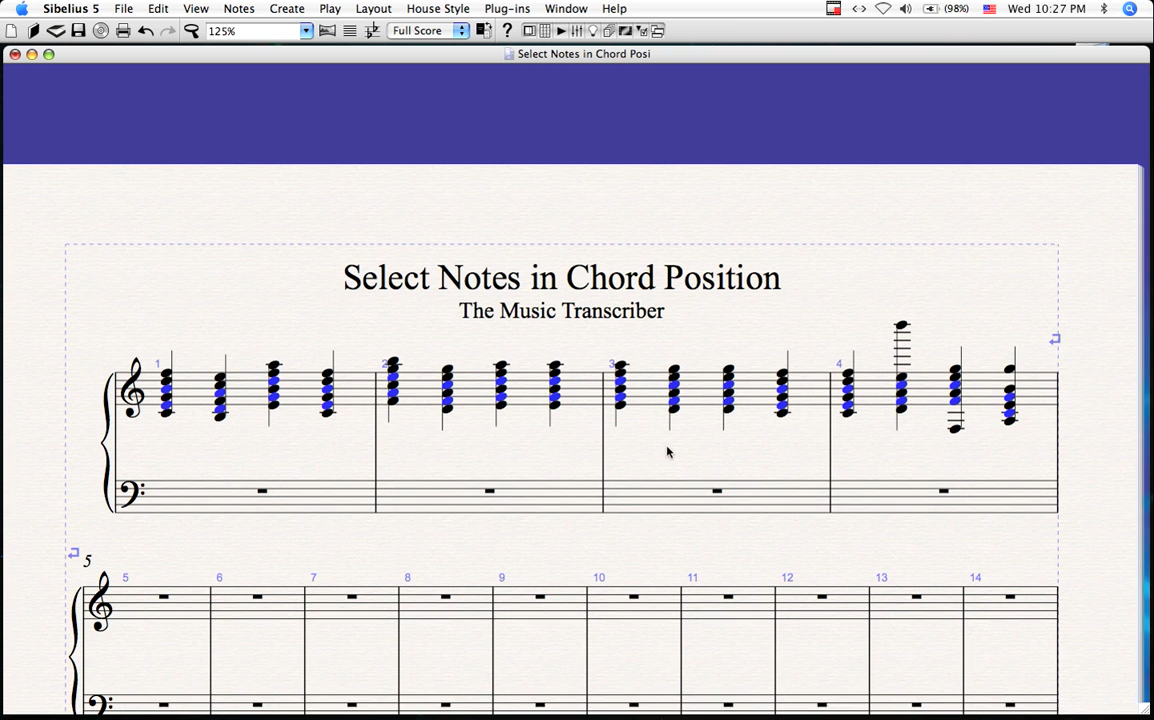 Sibelius 5 File Edit View Notes Create Play Layout House Style Plug-ins Window Help (98%) Wed 10:27 PM
125% Full Score ?
Select Notes in Chord Posi
Select Notes in Chord Position
The Music Transcriber
1 2 3 4
5
5 6 7 8 9 10 11 12 13 14